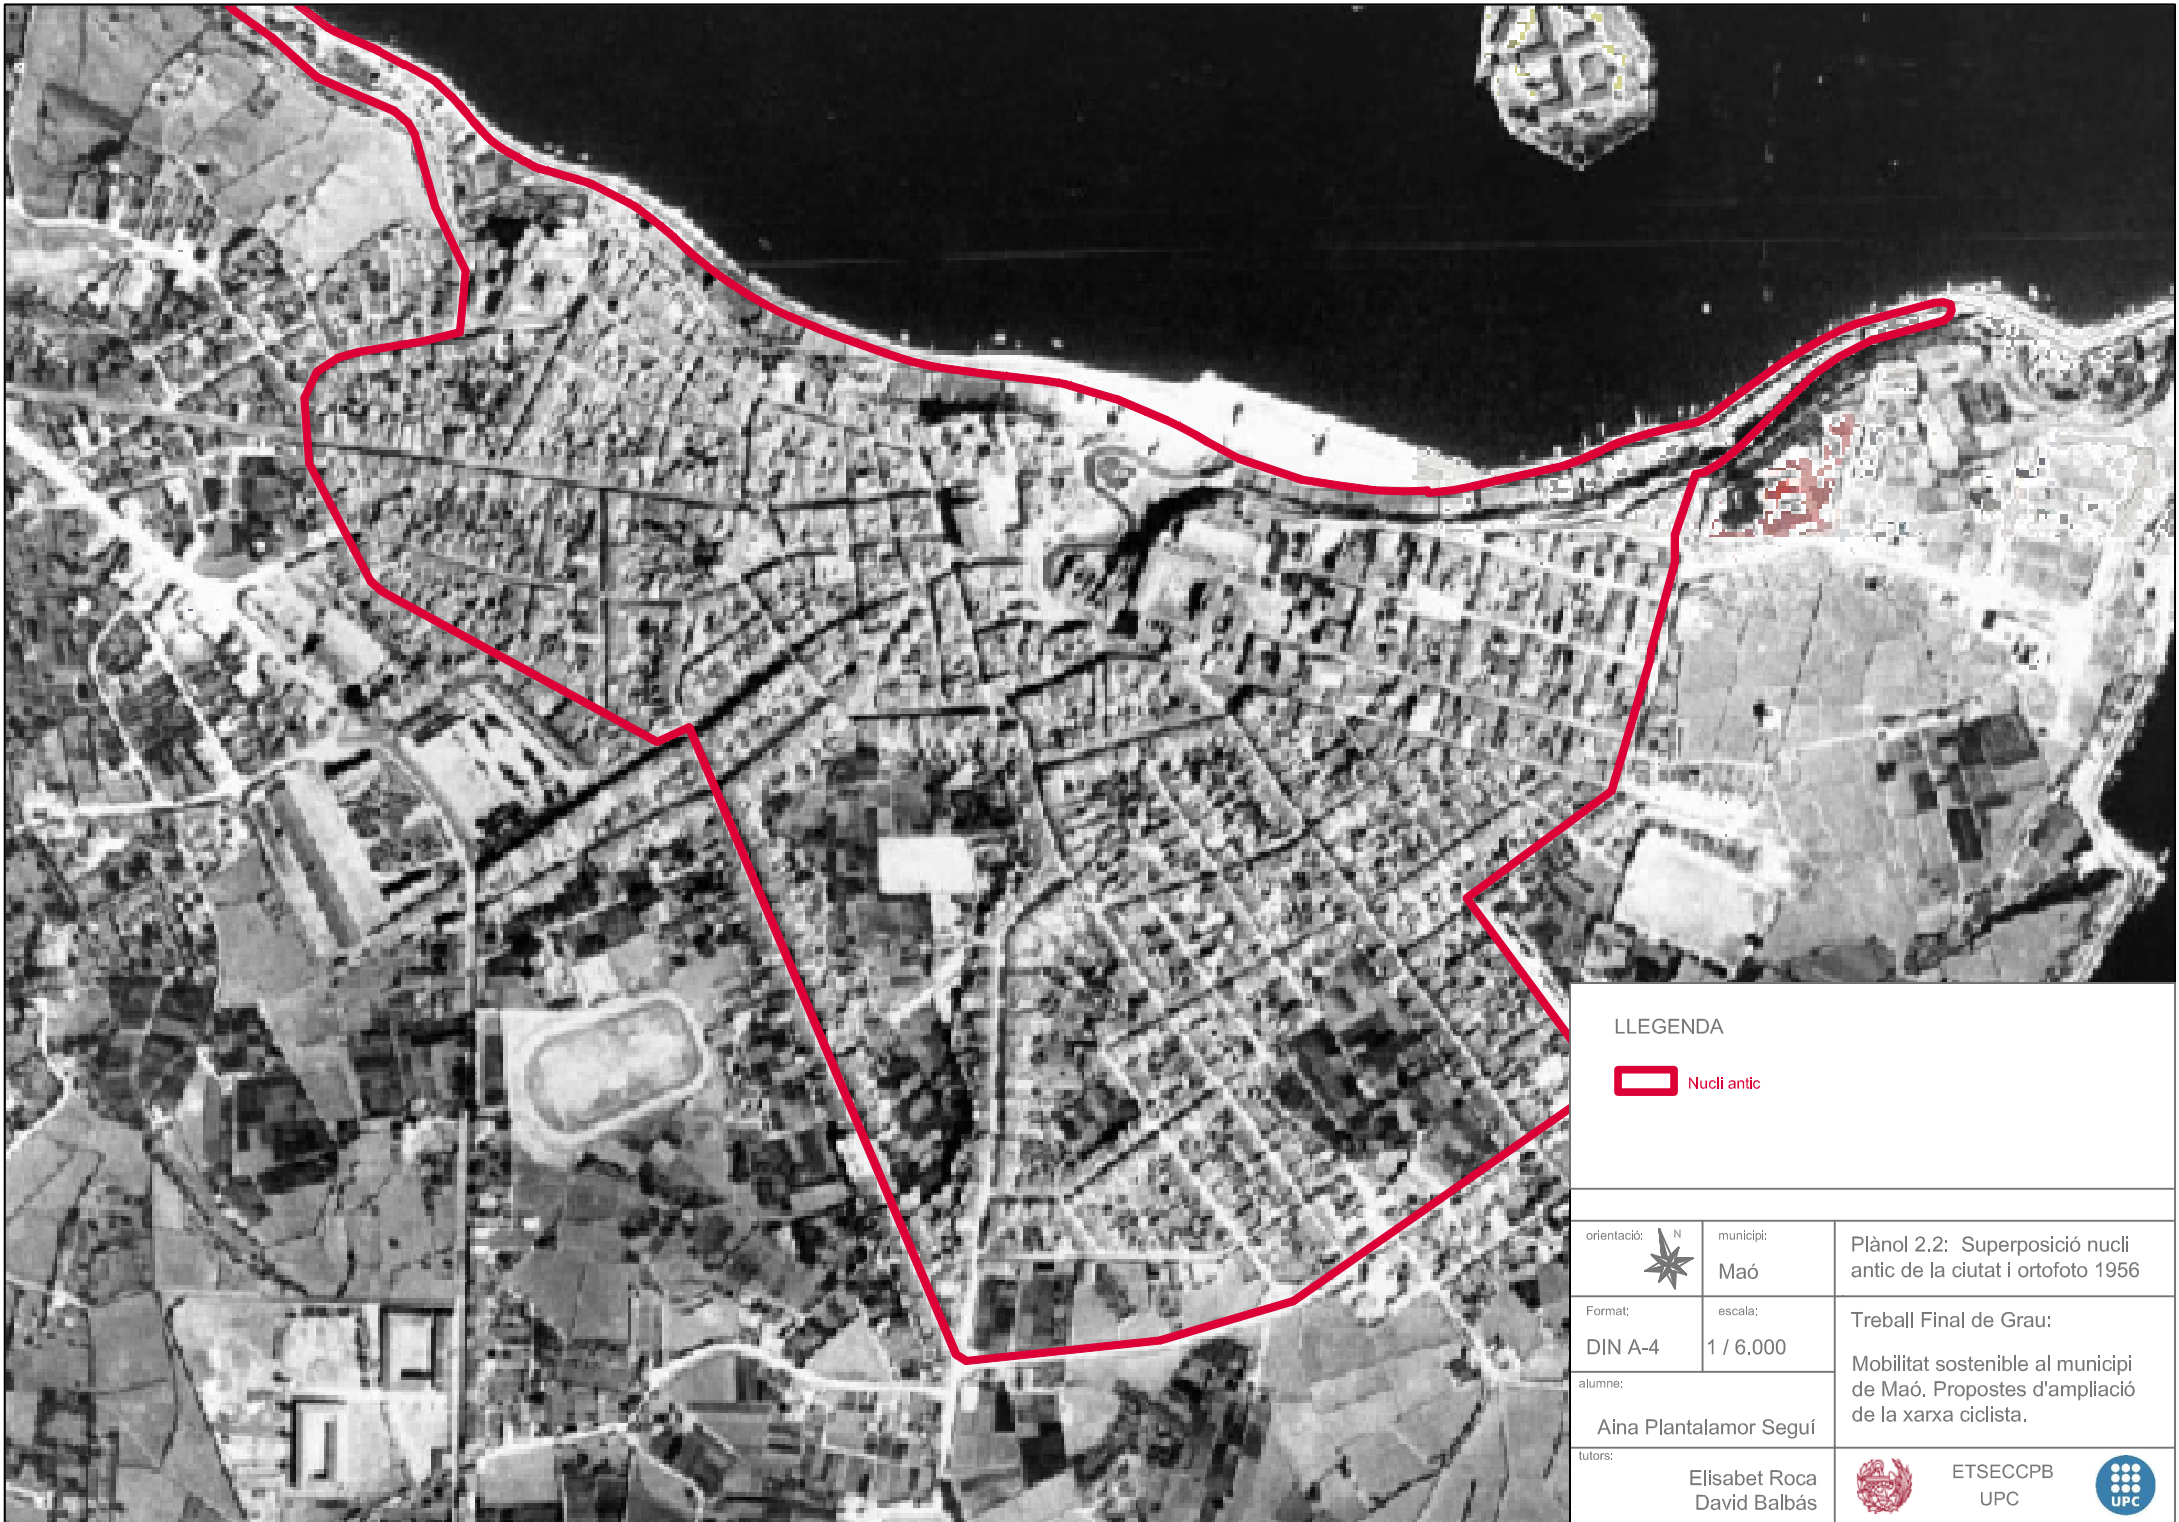 LLEGENDA
Nucli antic
orientació:
N
municipi:
Maó
Plànol 2.2: Superposició nucli
antic de la ciutat i ortofoto 1956
Format:
DIN A-4
escala:
1 / 6.000
Treball Final de Grau:
Mobilitat sostenible al municipi
de Maó. Propostes d'ampliació
de la xarxa ciclista.
alumne:
Aina Plantalamor Seguí
tutors:
Elisabet Roca
David Balbás
ETSECCPB
UPC
UPC